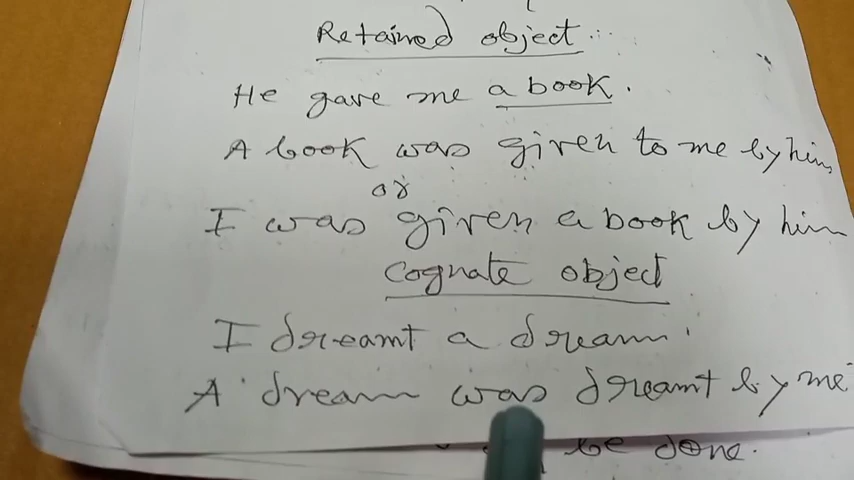 Retained object...
He gave me a book.
A book was given to me by him
or
I was given a book by him
Cognate object
I dreamt a dream.
A dream was dreamt by me
be done.